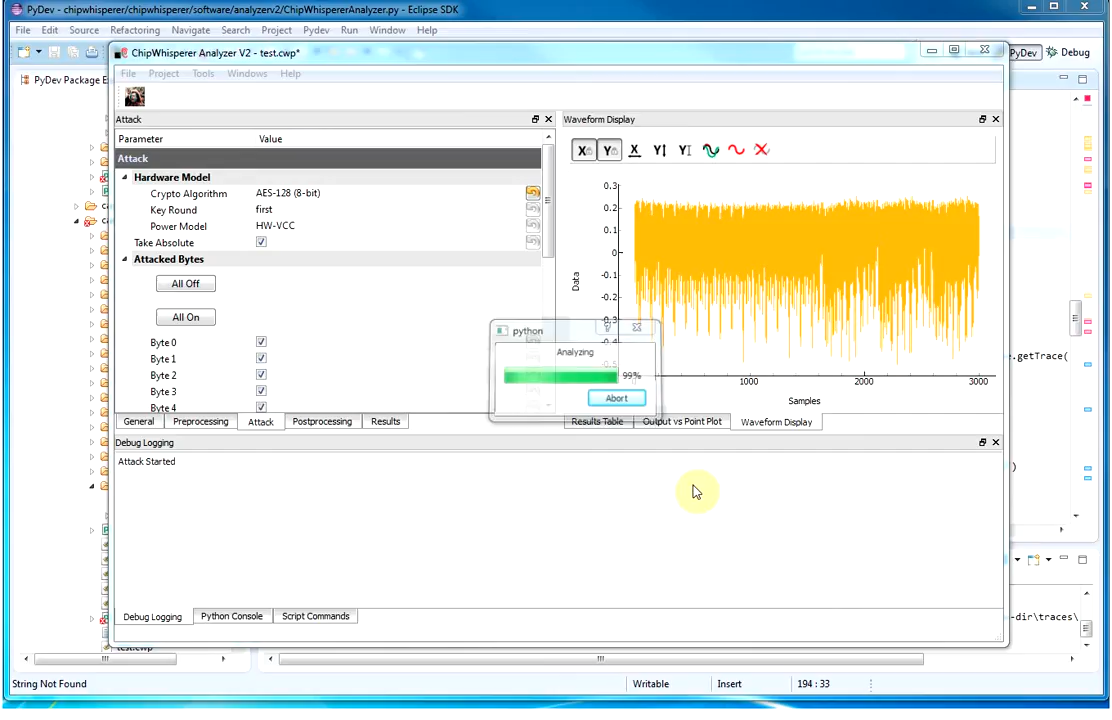 PyDev - chipwhisperer/chipwhisperer/software/analyzerv2/ChipWhispererAnalyzer.py - Eclipse SDK
File Edit Source Refactoring Navigate Search Project Pydev Run Window Help
ChipWhisperer Analyzer V2 - test.cwp*
PyDev Debug
PyDev Package E
File Project Tools Windows Help
Attack
Waveform Display
Parameter Value
Attack
Hardware Model
Crypto Algorithm AES-128 (8-bit)
Key Round first
Power Model HW-VCC
Take Absolute
Attacked Bytes
All Off
All On
Byte 0
Byte 1
Byte 2
Byte 3
Byte 4
X Y X Y Y
0.3
0.2
0.1
0
-0.1
-0.2
-0.3
Data
1000 2000 3000
Samples
python
Analyzing
99%
Abort
e.getTrace(
General Preprocessing Attack Postprocessing Results
Results Table Output vs Point Plot Waveform Display
Debug Logging
Attack Started
)
-dir\traces\
Debug Logging Python Console Script Commands
test.cwp
String Not Found Writable Insert 194 : 33